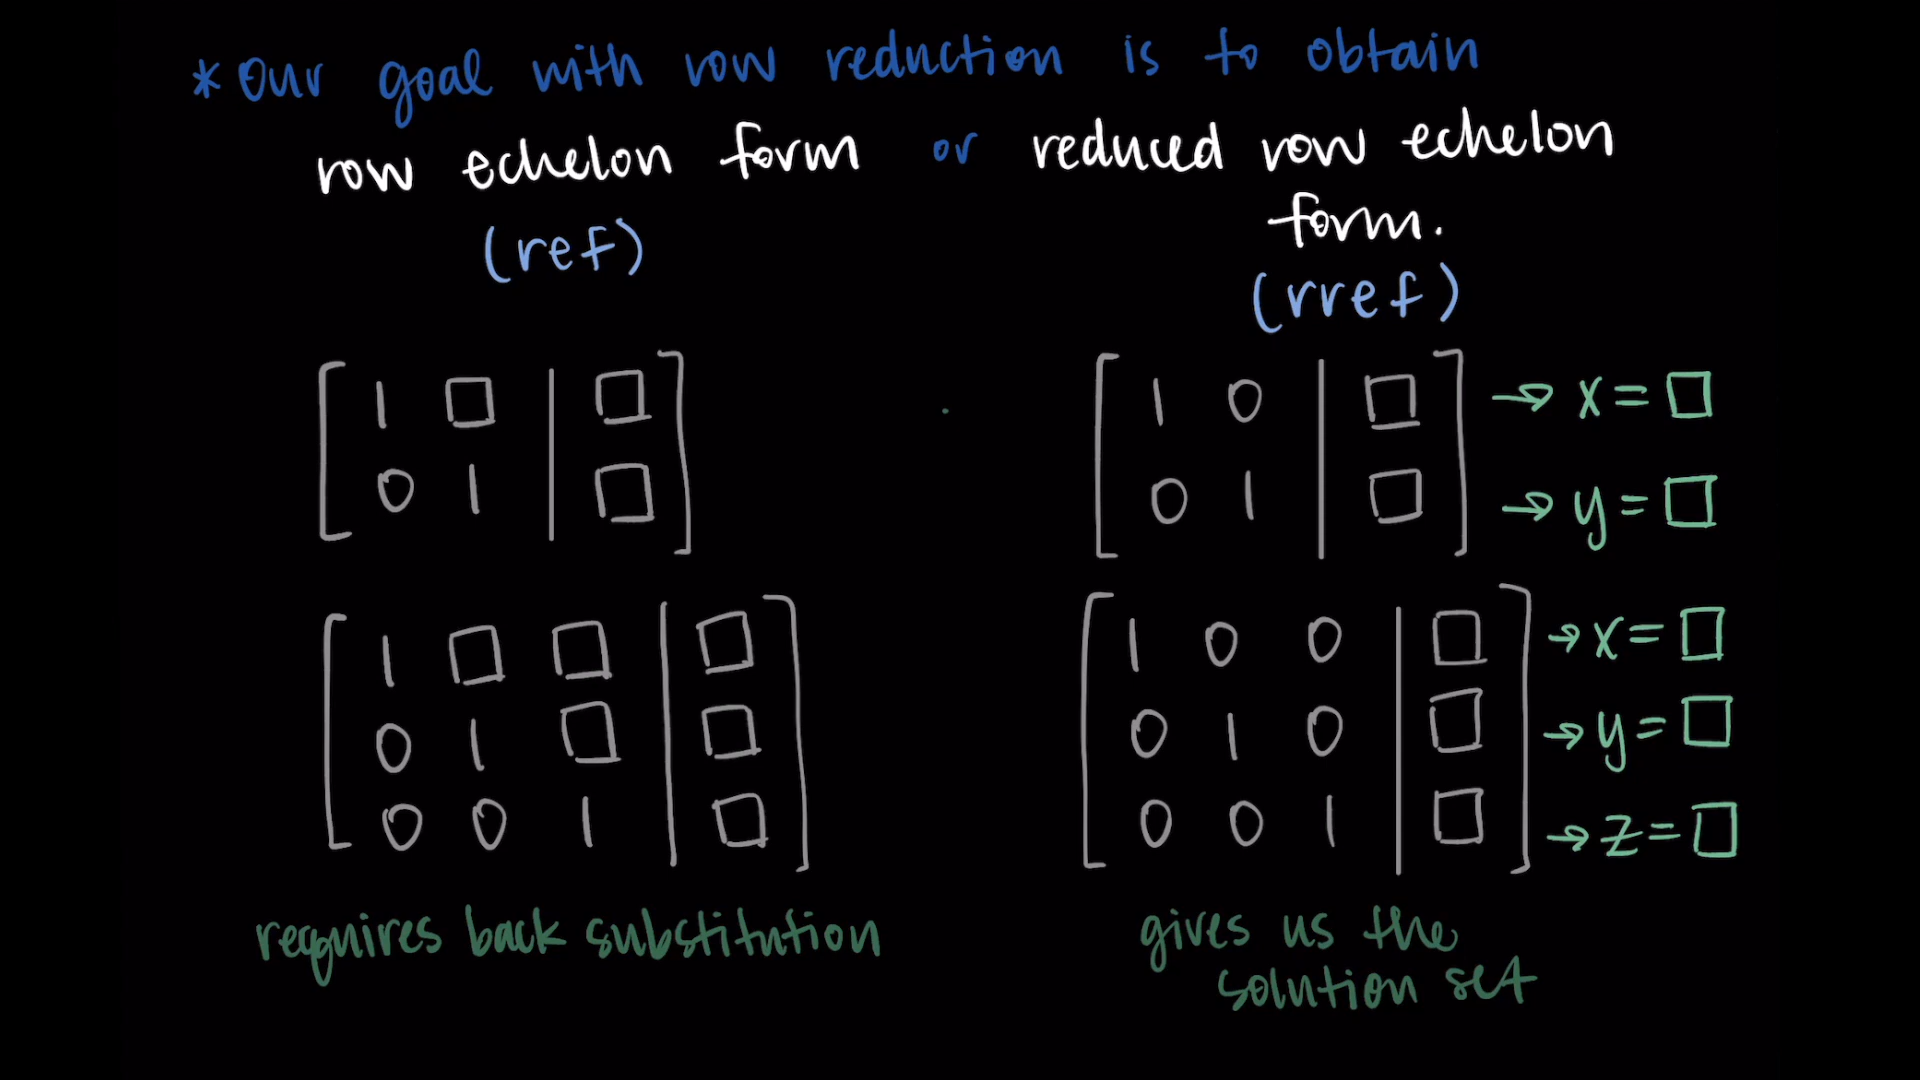 * our goal with row reduction is to obtain
row echelon form or reduced row echelon
form.
(ref)
(rref)
[ 1 □ | □ ]
[ 0 1 | □ ]
[ 1 0 | □ ] → x = □
[ 0 1 | □ ] → y = □
[ 1 □ □ | □ ]
[ 0 1 □ | □ ]
[ 0 0 1 | □ ]
[ 1 0 0 | □ ] → x = □
[ 0 1 0 | □ ] → y = □
[ 0 0 1 | □ ] → z = □
requires back substitution
gives us the
solution set